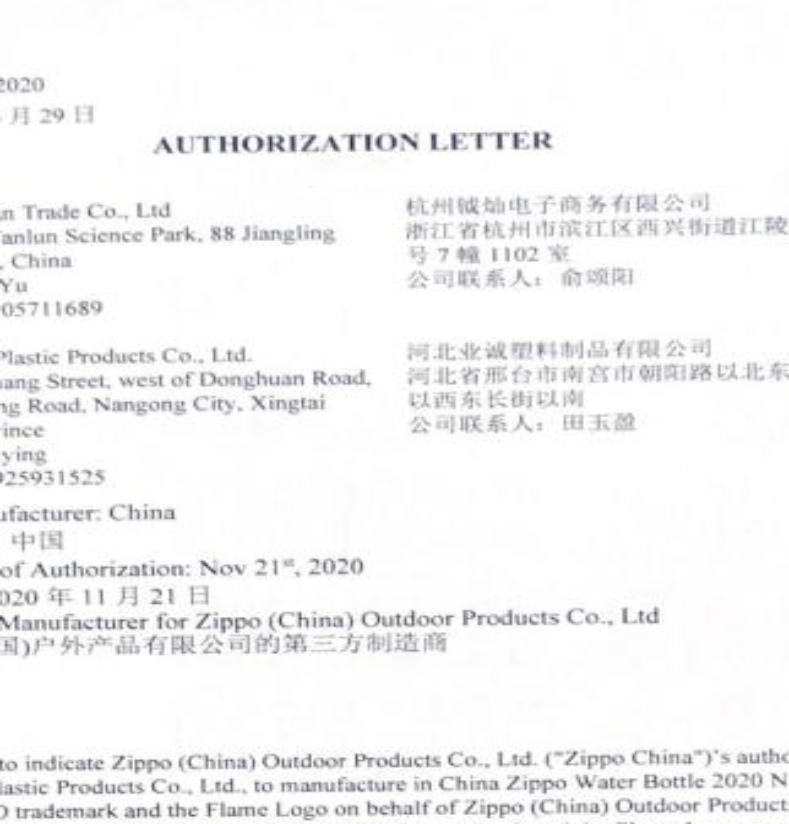 2020
月 29 日
AUTHORIZATION LETTER
n Trade Co., Ltd
anlun Science Park, 88 Jiangling
, China
Yu
05711689
杭州钺灿电子商务有限公司
浙江省杭州市滨江区西兴街道江陵
号 7 幢 1102 室
公司联系人：俞颂阳
Plastic Products Co., Ltd.
ang Street, west of Donghuan Road,
ng Road, Nangong City, Xingtai
ince
ying
925931525
河北业诚塑料制品有限公司
河北省邢台市南宫市朝阳路以北东
以西东长街以南
公司联系人：田玉盈
ufacturer: China
中国
of Authorization: Nov 21st, 2020
020 年 11 月 21 日
Manufacturer for Zippo (China) Outdoor Products Co., Ltd
国)户外产品有限公司的第三方制造商
to indicate Zippo (China) Outdoor Products Co., Ltd. ("Zippo China")'s autho
lastic Products Co., Ltd., to manufacture in China Zippo Water Bottle 2020 N
O trademark and the Flame Logo on behalf of Zippo (China) Outdoor Product